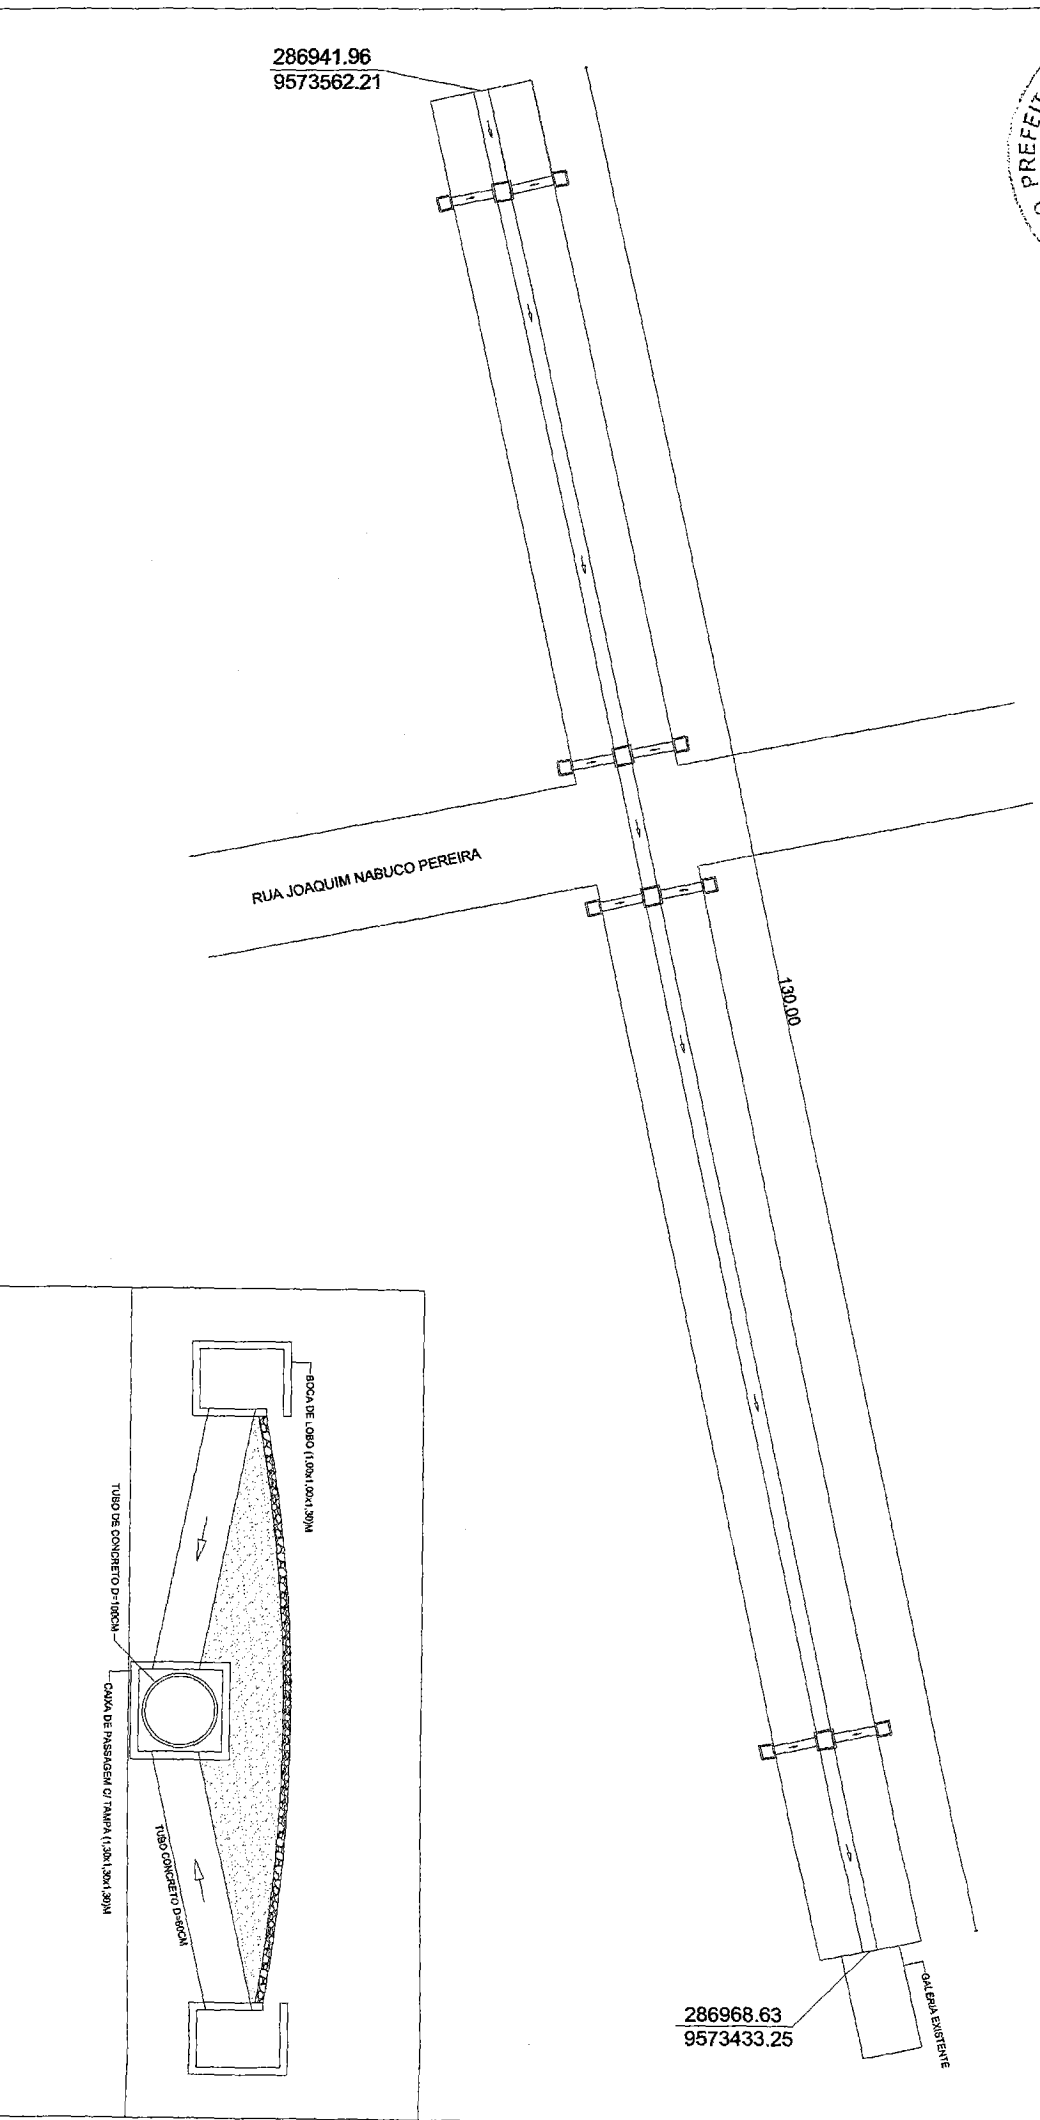 286941.96
9573562.21
PREFEIT
RUA JOAQUIM NABUCO PEREIRA
130.00
BOCA DE LOBO (1,00x1,00x1,30)M
TUBO DE CONCRETO D=100CM
CAIXA DE PASSAGEM C/ TAMPA (1,30x1,30x1,30)M
TUBO CONCRETO D=60CM
286968.63
9573433.25
GALERIA EXISTENTE